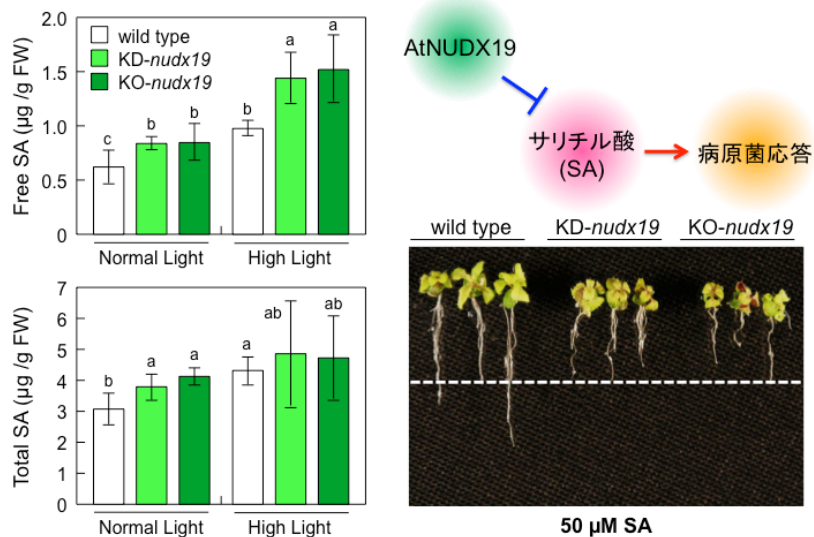 Free SA (μg /g FW)
2.0
1.5
1.0
0.5
0
wild type
KD-nudx19
KO-nudx19
c
b
b
b
a
a
Normal Light
High Light
Total SA (μg /g FW)
7
6
5
4
3
2
1
0
b
a
a
a
ab
ab
Normal Light
High Light
AtNUDX19
サリチル酸
(SA)
病原菌応答
wild type
KD-nudx19
KO-nudx19
50 μM SA